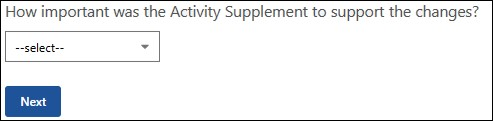 How important was the Activity Supplement to support the changes?
--select--
Next